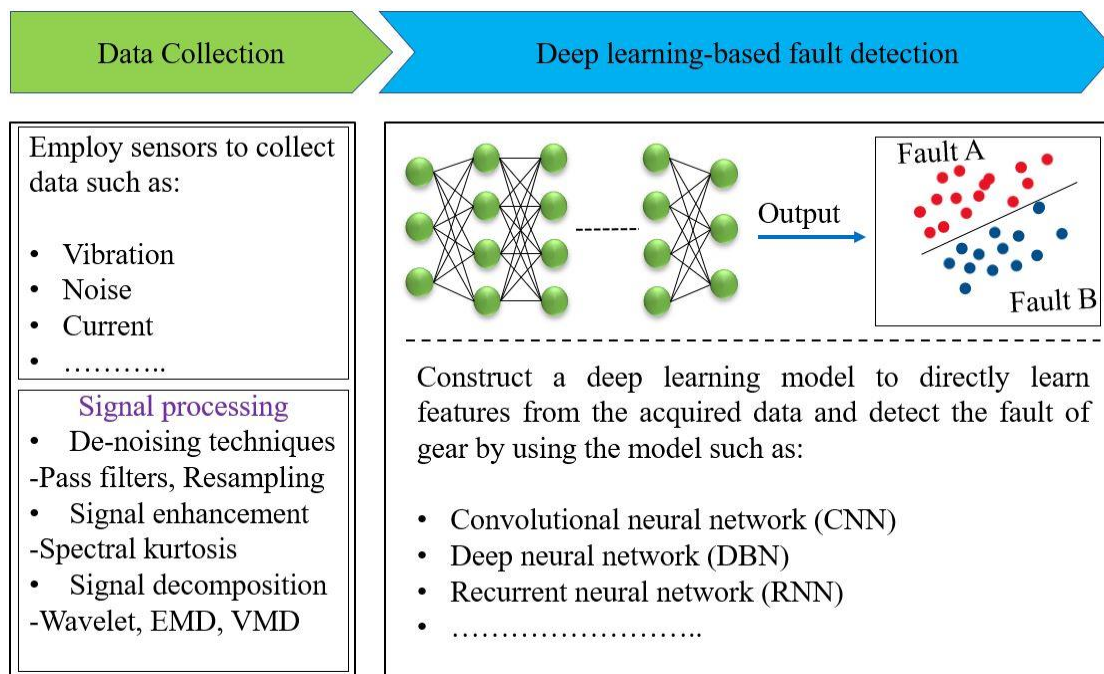 Data Collection
Deep learning-based fault detection
Employ sensors to collect
data such as:
• Vibration
• Noise
• Current
• ………..
Signal processing
• De-noising techniques
-Pass filters, Resampling
• Signal enhancement
-Spectral kurtosis
• Signal decomposition
-Wavelet, EMD, VMD
Output
Fault A
Fault B
Construct a deep learning model to directly learn
features from the acquired data and detect the fault of
gear by using the model such as:
• Convolutional neural network (CNN)
• Deep neural network (DBN)
• Recurrent neural network (RNN)
• ……………………..